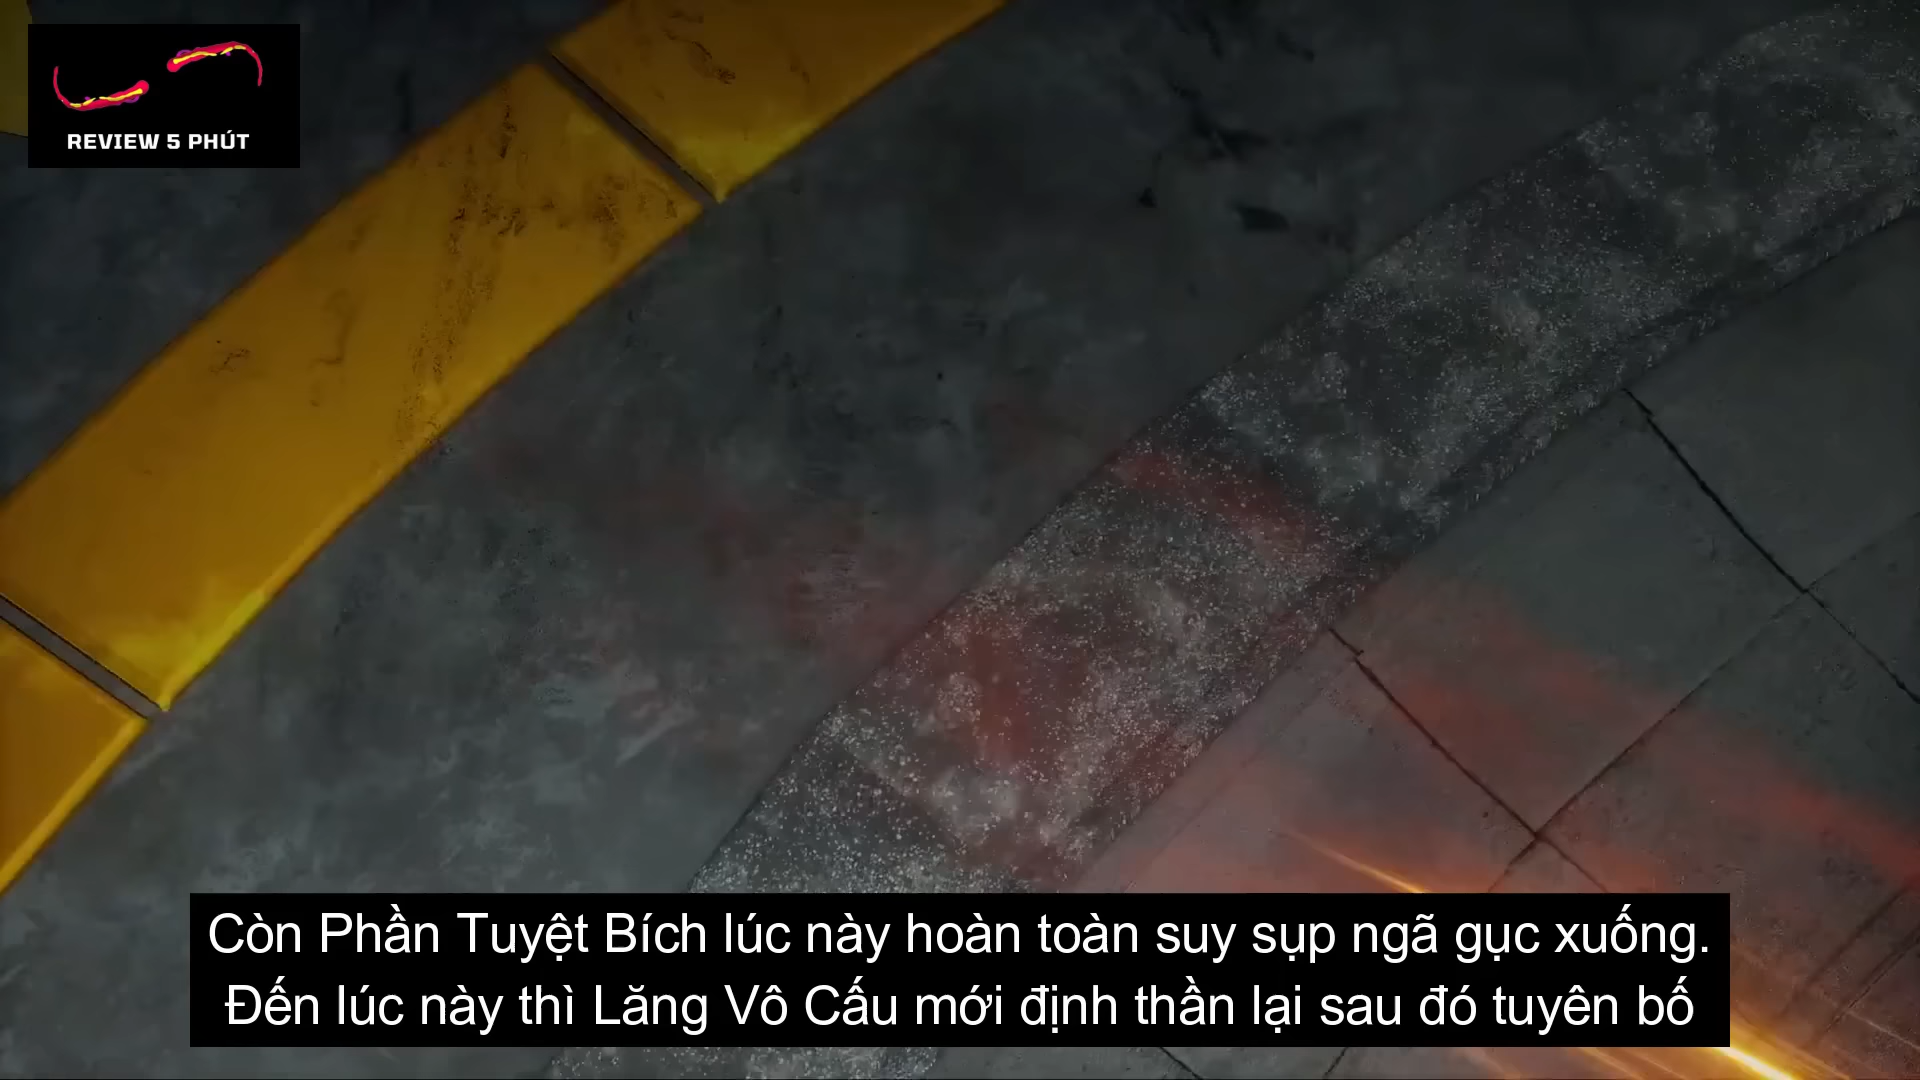 REVIEW 5 PHÚT
Còn Phần Tuyệt Bích lúc này hoàn toàn suy sụp ngã gục xuống.
Đến lúc này thì Lăng Vô Cấu mới định thần lại sau đó tuyên bố